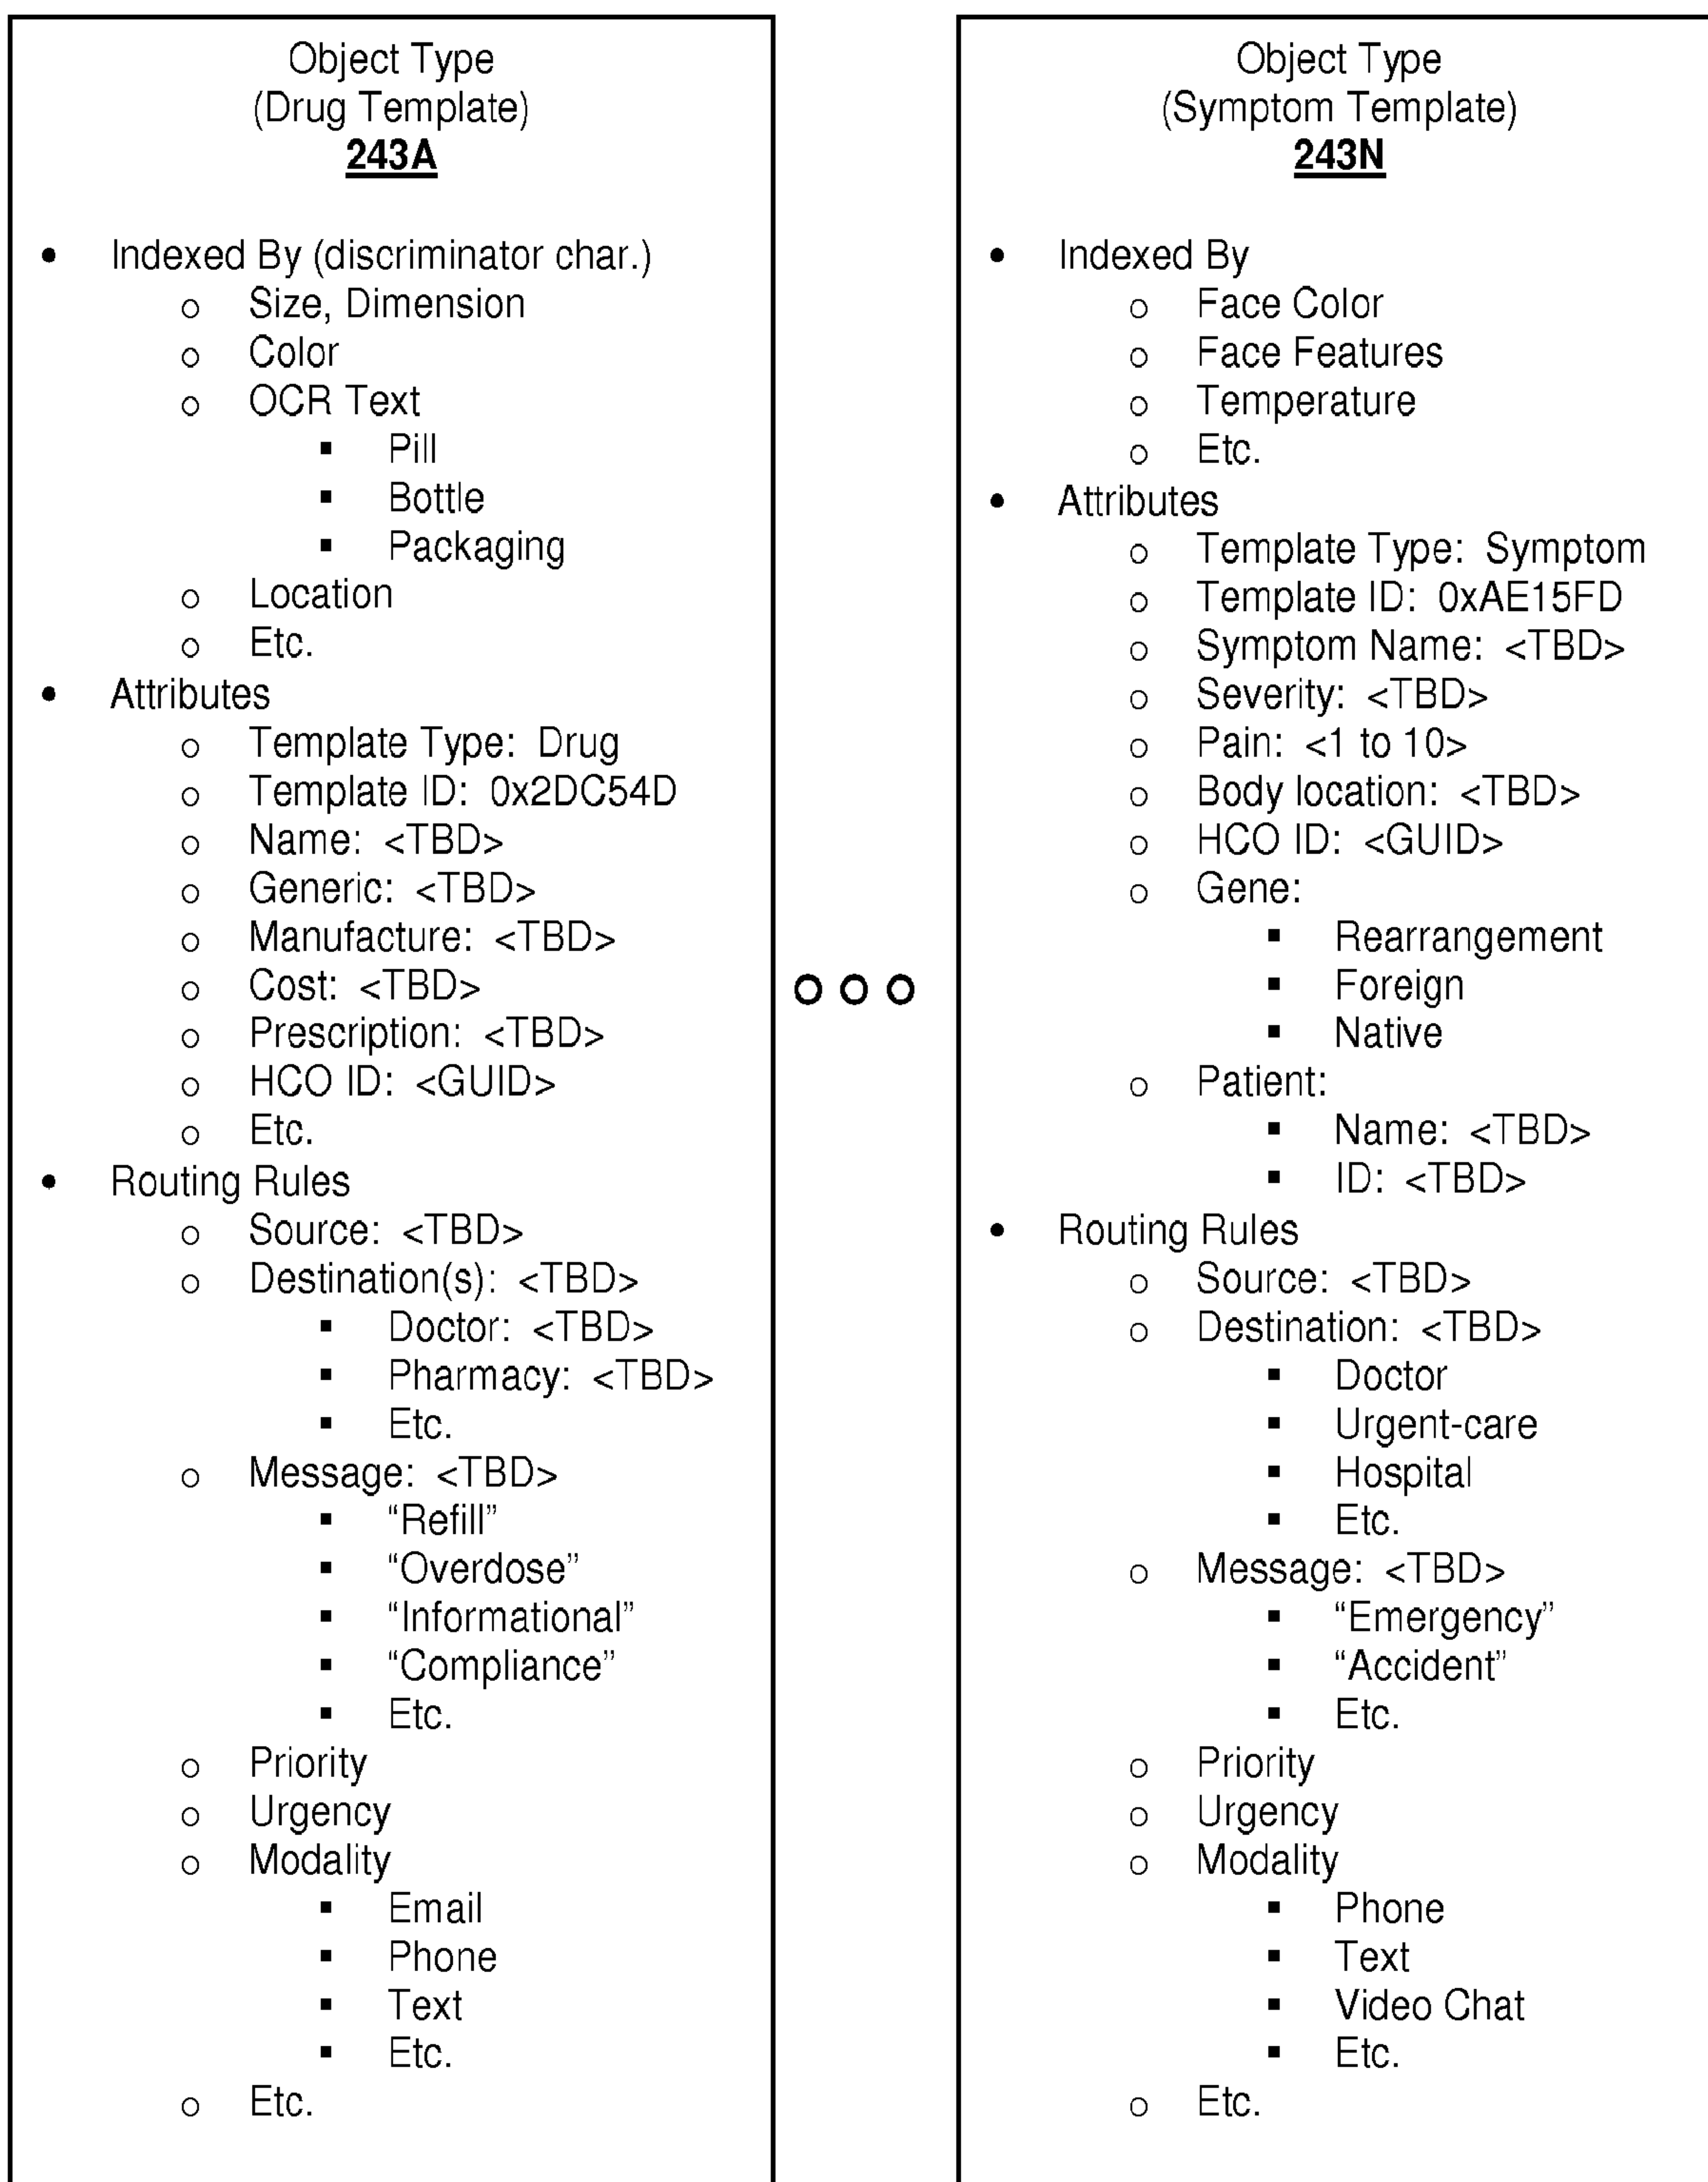 Object Type
(Drug Template)
243A
• Indexed By (discriminator char.)
o Size, Dimension
o Color
o OCR Text
▪ Pill
▪ Bottle
▪ Packaging
o Location
o Etc.
• Attributes
o Template Type: Drug
o Template ID: 0x2DC54D
o Name: <TBD>
o Generic: <TBD>
o Manufacture: <TBD>
o Cost: <TBD>
o Prescription: <TBD>
o HCO ID: <GUID>
o Etc.
• Routing Rules
o Source: <TBD>
o Destination(s): <TBD>
▪ Doctor: <TBD>
▪ Pharmacy: <TBD>
▪ Etc.
o Message: <TBD>
▪ “Refill”
▪ “Overdose”
▪ “Informational”
▪ “Compliance”
▪ Etc.
o Priority
o Urgency
o Modality
▪ Email
▪ Phone
▪ Text
▪ Etc.
o Etc.
Object Type
(Symptom Template)
243N
• Indexed By
o Face Color
o Face Features
o Temperature
o Etc.
• Attributes
o Template Type: Symptom
o Template ID: 0xAE15FD
o Symptom Name: <TBD>
o Severity: <TBD>
o Pain: <1 to 10>
o Body location: <TBD>
o HCO ID: <GUID>
o Gene:
▪ Rearrangement
▪ Foreign
▪ Native
o Patient:
▪ Name: <TBD>
▪ ID: <TBD>
• Routing Rules
o Source: <TBD>
o Destination: <TBD>
▪ Doctor
▪ Urgent-care
▪ Hospital
▪ Etc.
o Message: <TBD>
▪ “Emergency”
▪ “Accident”
▪ Etc.
o Priority
o Urgency
o Modality
▪ Phone
▪ Text
▪ Video Chat
▪ Etc.
o Etc.